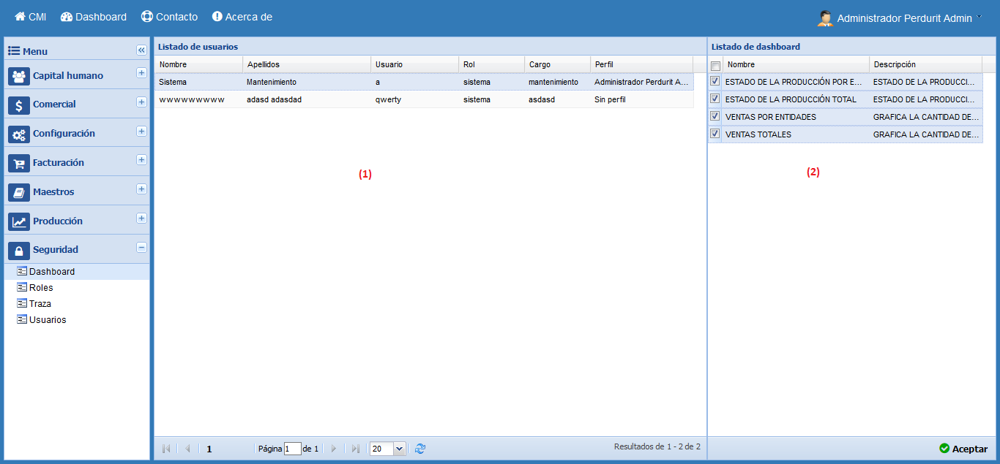 CMI Dashboard Contacto Acerca de Administrador Perdurit Admin
Menu
Capital humano
Comercial
Configuración
Facturación
Maestros
Producción
Seguridad
Dashboard
Roles
Traza
Usuarios
Listado de usuarios
Nombre Apellidos Usuario Rol Cargo Perfil
Sistema Mantenimiento a sistema mantenimiento Administrador Perdurit A...
wwwwwwwww adasd adasdad qwerty sistema asdasd Sin perfil
(1)
1 Página 1 de 1 20 Resultados de 1 - 2 de 2
Listado de dashboard
Nombre Descripción
ESTADO DE LA PRODUCCIÓN POR E... ESTADO DE LA PRODUCCI...
ESTADO DE LA PRODUCCIÓN TOTAL ESTADO DE LA PRODUCCI...
VENTAS POR ENTIDADES GRAFICA LA CANTIDAD DE...
VENTAS TOTALES GRAFICA LA CANTIDAD DE...
(2)
Aceptar